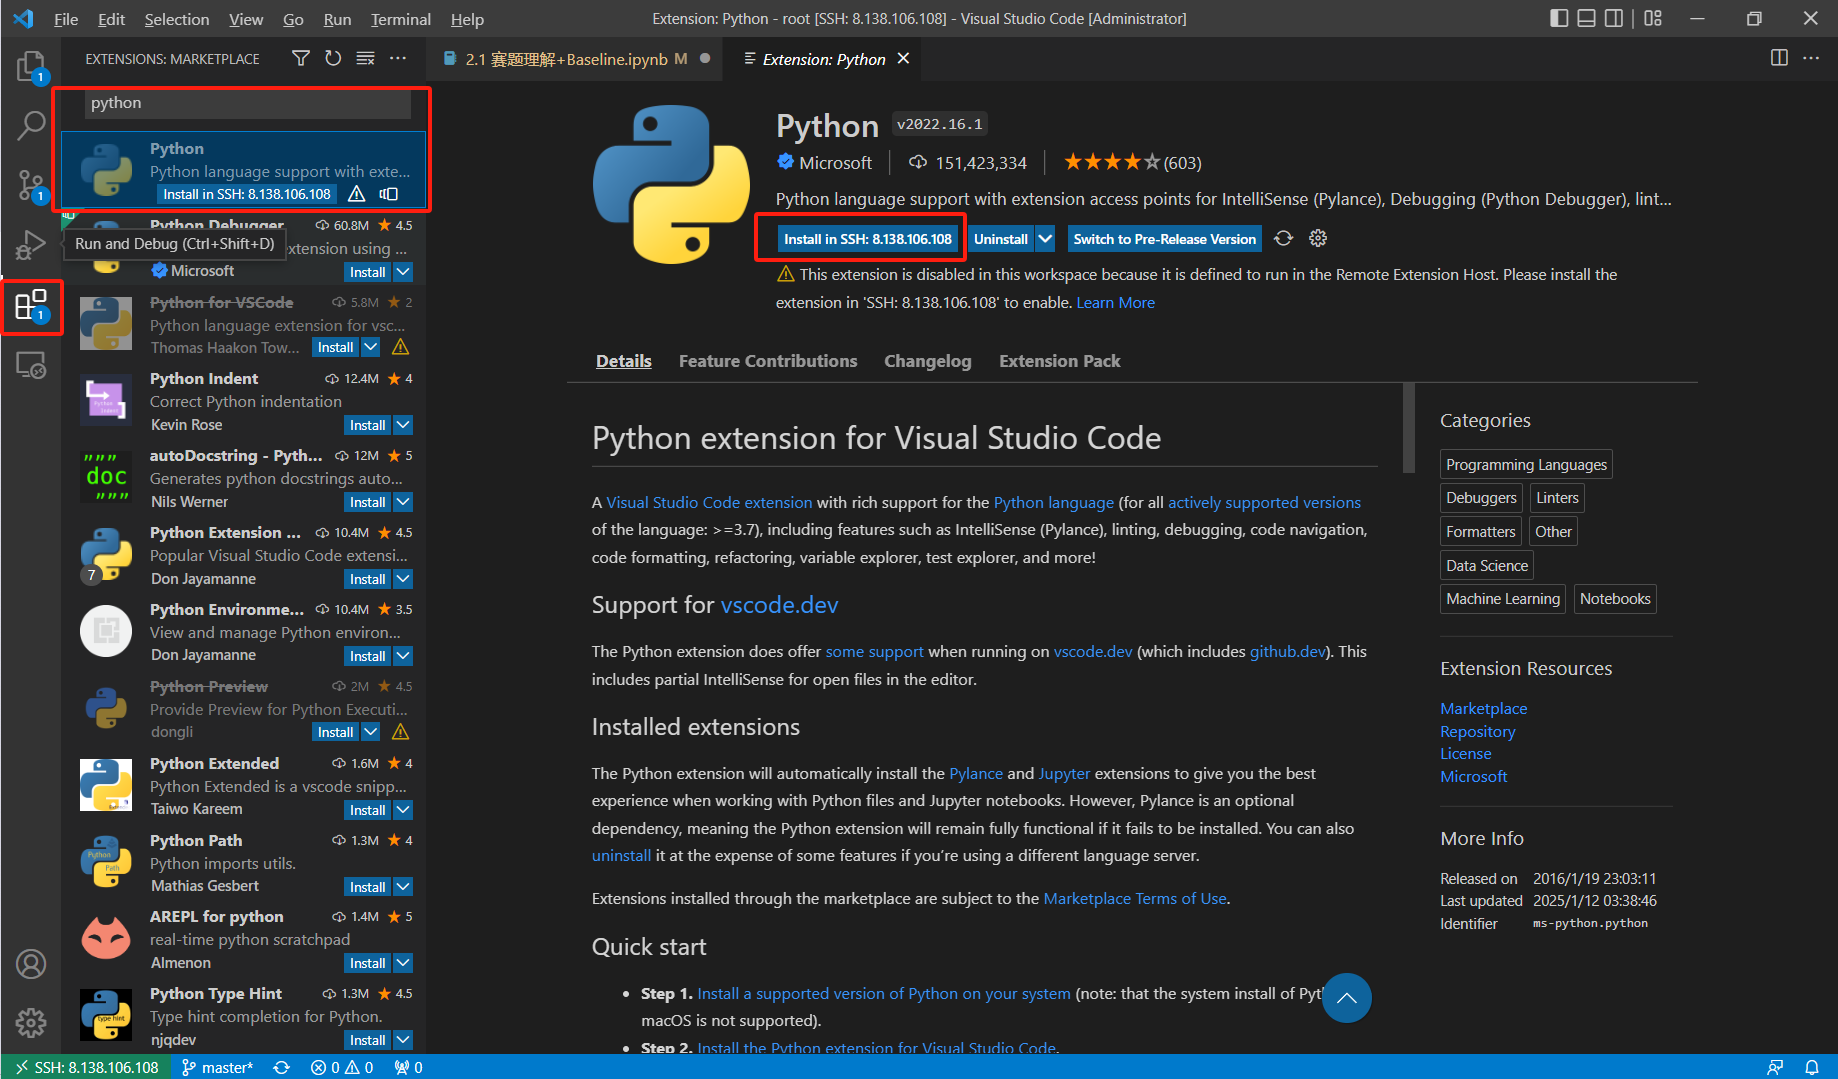 File Edit Selection View Go Run Terminal Help
Extension: Python - root [SSH: 8.138.106.108] - Visual Studio Code [Administrator]
EXTENSIONS: MARKETPLACE
2.1 赛题理解+Baseline.ipynb M
Extension: Python
1
1
1
python
Python
Python language support with exte...
Install in SSH: 8.138.106.108
Python Debugger 60.8M 4.5
Run and Debug (Ctrl+Shift+D)
extension using ...
Microsoft Install
Python for VSCode 5.8M 2
Python language extension for vsc...
Thomas Haakon Tow... Install
Python Indent 12.4M 4
Correct Python indentation
Kevin Rose Install
""" doc """
autoDocstring - Pyth... 12M 5
Generates python docstrings auto...
Nils Werner Install
Python Extension ... 10.4M 4.5
Popular Visual Studio Code extensi...
7
Don Jayamanne Install
Python Environme... 10.4M 3.5
View and manage Python environ...
Don Jayamanne Install
Python Preview 2M 4.5
Provide Preview for Python Executi...
dongli Install
Python Extended 1.6M 4
Python Extended is a vscode snipp...
Taiwo Kareem Install
Python Path 1.3M 4
Python
Path
Python imports utils.
Mathias Gesbert Install
AREPL for python 1.4M 5
real-time python scratchpad
Almenon Install
Python Type Hint 1.3M 4.5
type hint
Type hint completion for Python.
njqdev Install
Python v2022.16.1
Microsoft 151,423,334 (603)
Python language support with extension access points for IntelliSense (Pylance), Debugging (Python Debugger), lint...
Install in SSH: 8.138.106.108 Uninstall Switch to Pre-Release Version
This extension is disabled in this workspace because it is defined to run in the Remote Extension Host. Please install the
extension in 'SSH: 8.138.106.108' to enable. Learn More
Details Feature Contributions Changelog Extension Pack
Python extension for Visual Studio Code
A Visual Studio Code extension with rich support for the Python language (for all actively supported versions
of the language: >=3.7), including features such as IntelliSense (Pylance), linting, debugging, code navigation,
code formatting, refactoring, variable explorer, test explorer, and more!
Support for vscode.dev
The Python extension does offer some support when running on vscode.dev (which includes github.dev). This
includes partial IntelliSense for open files in the editor.
Installed extensions
The Python extension will automatically install the Pylance and Jupyter extensions to give you the best
experience when working with Python files and Jupyter notebooks. However, Pylance is an optional
dependency, meaning the Python extension will remain fully functional if it fails to be installed. You can also
uninstall it at the expense of some features if you're using a different language server.
Extensions installed through the marketplace are subject to the Marketplace Terms of Use.
Quick start
• Step 1. Install a supported version of Python on your system (note: that the system install of Pyt
macOS is not supported).
• Step 2. Install the Python extension for Visual Studio Code.
Categories
Programming Languages
Debuggers Linters
Formatters Other
Data Science
Machine Learning Notebooks
Extension Resources
Marketplace
Repository
License
Microsoft
More Info
Released on 2016/1/19 23:03:11
Last updated 2025/1/12 03:38:46
Identifier ms-python.python
SSH: 8.138.106.108 master* 0 0 0